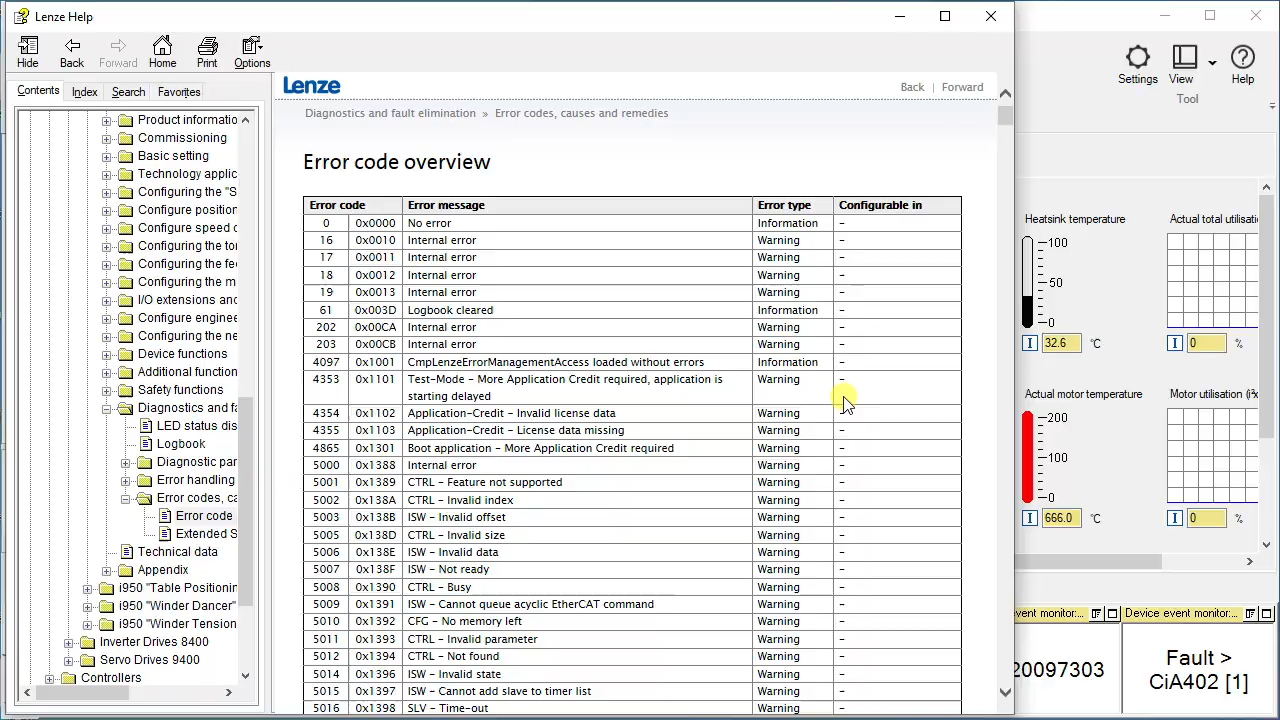 Lenze Help
Hide
Back
Forward
Home
Print
Options
Contents
Index
Search
Favorites
Product informatio
Commissioning
Basic setting
Technology applic
Configuring the "S
Configure position
Configure speed c
Configuring the to
Configuring the fe
Configuring the m
I/O extensions and
Configure enginee
Configuring the ne
Device functions
Additional function
Safety functions
Diagnostics and fa
LED status dis
Logbook
Diagnostic par
Error handling
Error codes, ca
Error code
Extended S
Technical data
Appendix
i950 "Table Positionin
i950 "Winder Dancer"
i950 "Winder Tension
Inverter Drives 8400
Servo Drives 9400
Controllers
Lenze
Back | Forward
Diagnostics and fault elimination » Error codes, causes and remedies
Error code overview
Error code Error message Error type Configurable in
0 0x0000 No error Information –
16 0x0010 Internal error Warning –
17 0x0011 Internal error Warning –
18 0x0012 Internal error Warning –
19 0x0013 Internal error Warning –
61 0x003D Logbook cleared Information –
202 0x00CA Internal error Warning –
203 0x00CB Internal error Warning –
4097 0x1001 CmpLenzeErrorManagementAccess loaded without errors Information –
4353 0x1101 Test-Mode – More Application Credit required, application is Warning –
starting delayed
4354 0x1102 Application-Credit – Invalid license data Warning –
4355 0x1103 Application-Credit – License data missing Warning –
4865 0x1301 Boot application – More Application Credit required Warning –
5000 0x1388 Internal error Warning –
5001 0x1389 CTRL – Feature not supported Warning –
5002 0x138A CTRL – Invalid index Warning –
5003 0x138B ISW – Invalid offset Warning –
5005 0x138D CTRL – Invalid size Warning –
5006 0x138E ISW – Invalid data Warning –
5007 0x138F ISW – Not ready Warning –
5008 0x1390 CTRL – Busy Warning –
5009 0x1391 ISW – Cannot queue acyclic EtherCAT command Warning –
5010 0x1392 CFG – No memory left Warning –
5011 0x1393 CTRL – Invalid parameter Warning –
5012 0x1394 CTRL – Not found Warning –
5014 0x1396 ISW – Invalid state Warning –
5015 0x1397 ISW – Cannot add slave to timer list Warning –
5016 0x1398 SLV – Time-out Warning –
Settings
View
Help
Tool
Heatsink temperature
100
50
0
I 32.6 °C
Actual total utilisati
I 0 %
Actual motor temperature
200
100
0
I 666.0 °C
Motor utilisation (i²x
I 0 %
vent monitor...
Device event monitor...
20097303
Fault >
CiA402 [1]